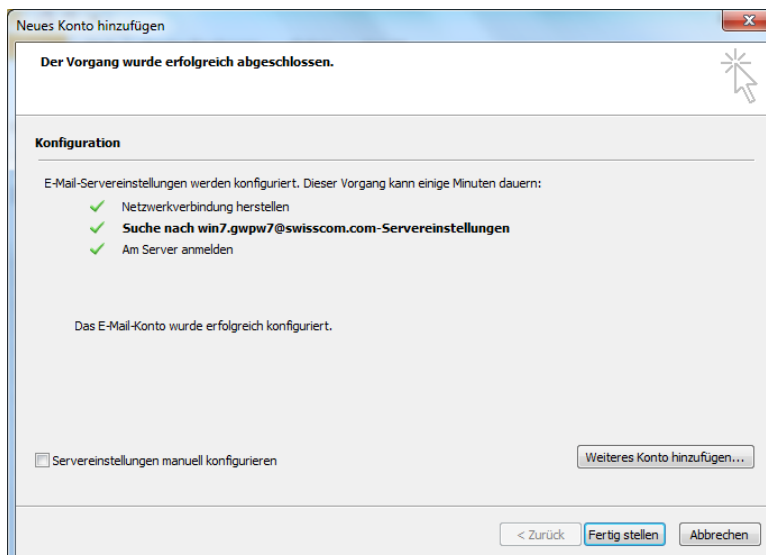 Neues Konto hinzufügen
Der Vorgang wurde erfolgreich abgeschlossen.
Konfiguration
E-Mail-Servereinstellungen werden konfiguriert. Dieser Vorgang kann einige Minuten dauern:
Netzwerkverbindung herstellen
Suche nach win7.gwpw7@swisscom.com-Servereinstellungen
Am Server anmelden
Das E-Mail-Konto wurde erfolgreich konfiguriert.
Servereinstellungen manuell konfigurieren
Weiteres Konto hinzufügen...
< Zurück
Fertig stellen
Abbrechen